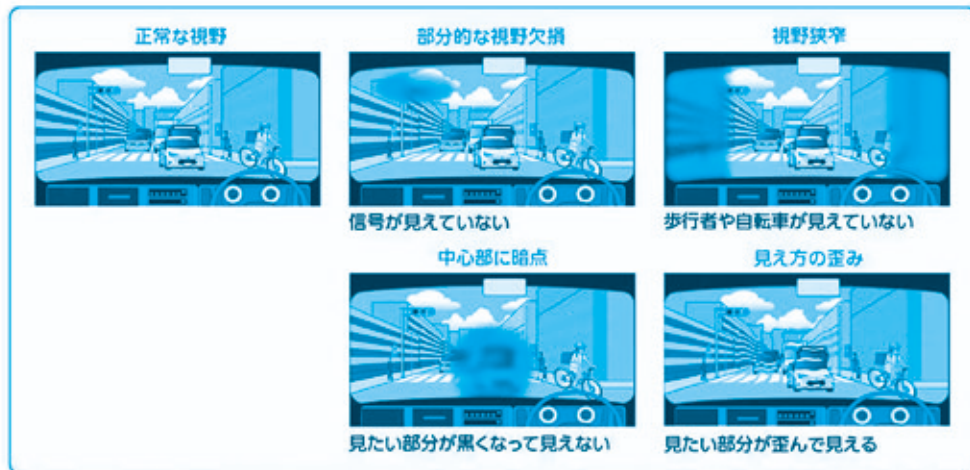 正常な視野
部分的な視野欠損
視野狭窄
信号が見えていない
歩行者や自転車が見えていない
中心部に暗点
見え方の歪み
見たい部分が黒くなって見えない
見たい部分が歪んで見える